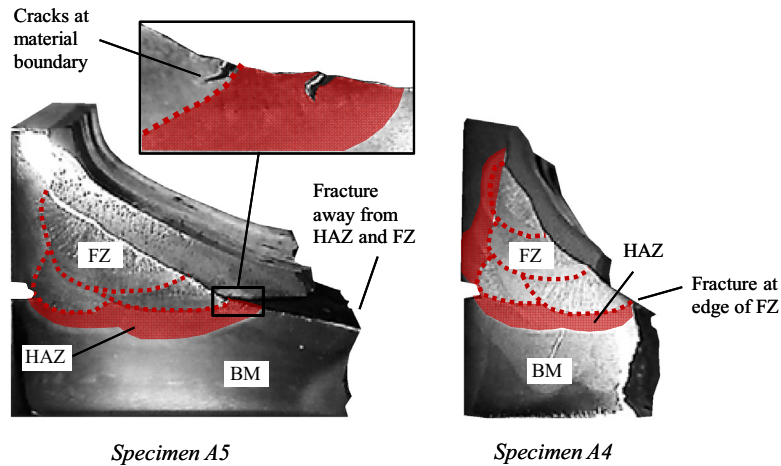 Cracks at
material
boundary
Fracture
away from
HAZ and FZ
FZ
HAZ
BM
Specimen A5
FZ
HAZ
Fracture at
edge of FZ
BM
Specimen A4